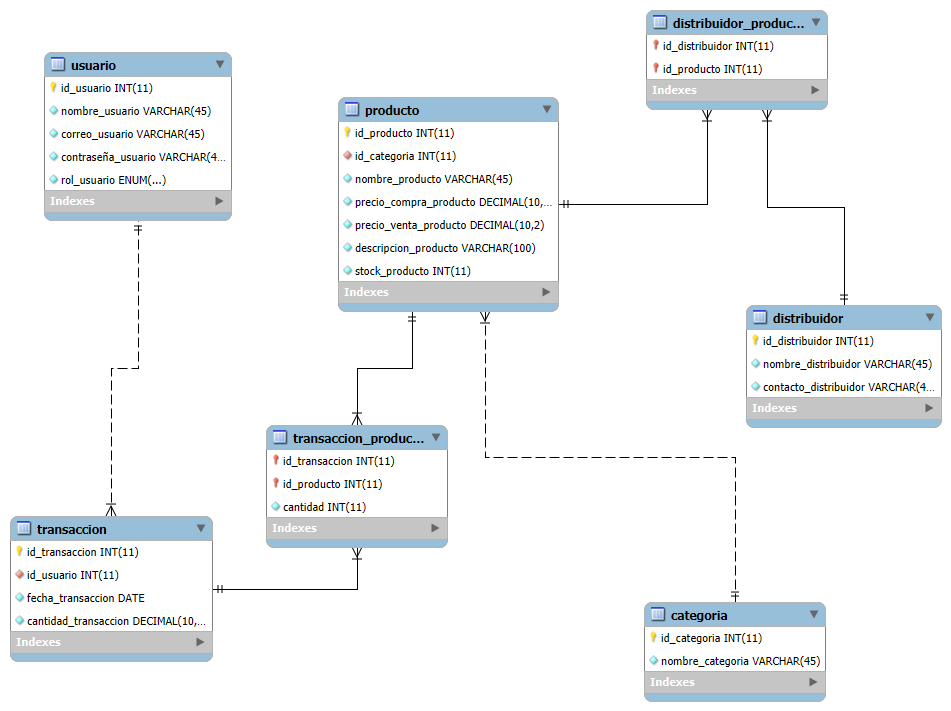 usuario
id_usuario INT(11)
nombre_usuario VARCHAR(45)
correo_usuario VARCHAR(45)
contraseña_usuario VARCHAR(4...
rol_usuario ENUM(...)
Indexes
producto
id_producto INT(11)
id_categoria INT(11)
nombre_producto VARCHAR(45)
precio_compra_producto DECIMAL(10,...
precio_venta_producto DECIMAL(10,2)
descripcion_producto VARCHAR(100)
stock_producto INT(11)
Indexes
distribuidor_produc...
id_distribuidor INT(11)
id_producto INT(11)
Indexes
distribuidor
id_distribuidor INT(11)
nombre_distribuidor VARCHAR(45)
contacto_distribuidor VARCHAR(4...
Indexes
transaccion_produc...
id_transaccion INT(11)
id_producto INT(11)
cantidad INT(11)
Indexes
transaccion
id_transaccion INT(11)
id_usuario INT(11)
fecha_transaccion DATE
cantidad_transaccion DECIMAL(10,...
Indexes
categoria
id_categoria INT(11)
nombre_categoria VARCHAR(45)
Indexes